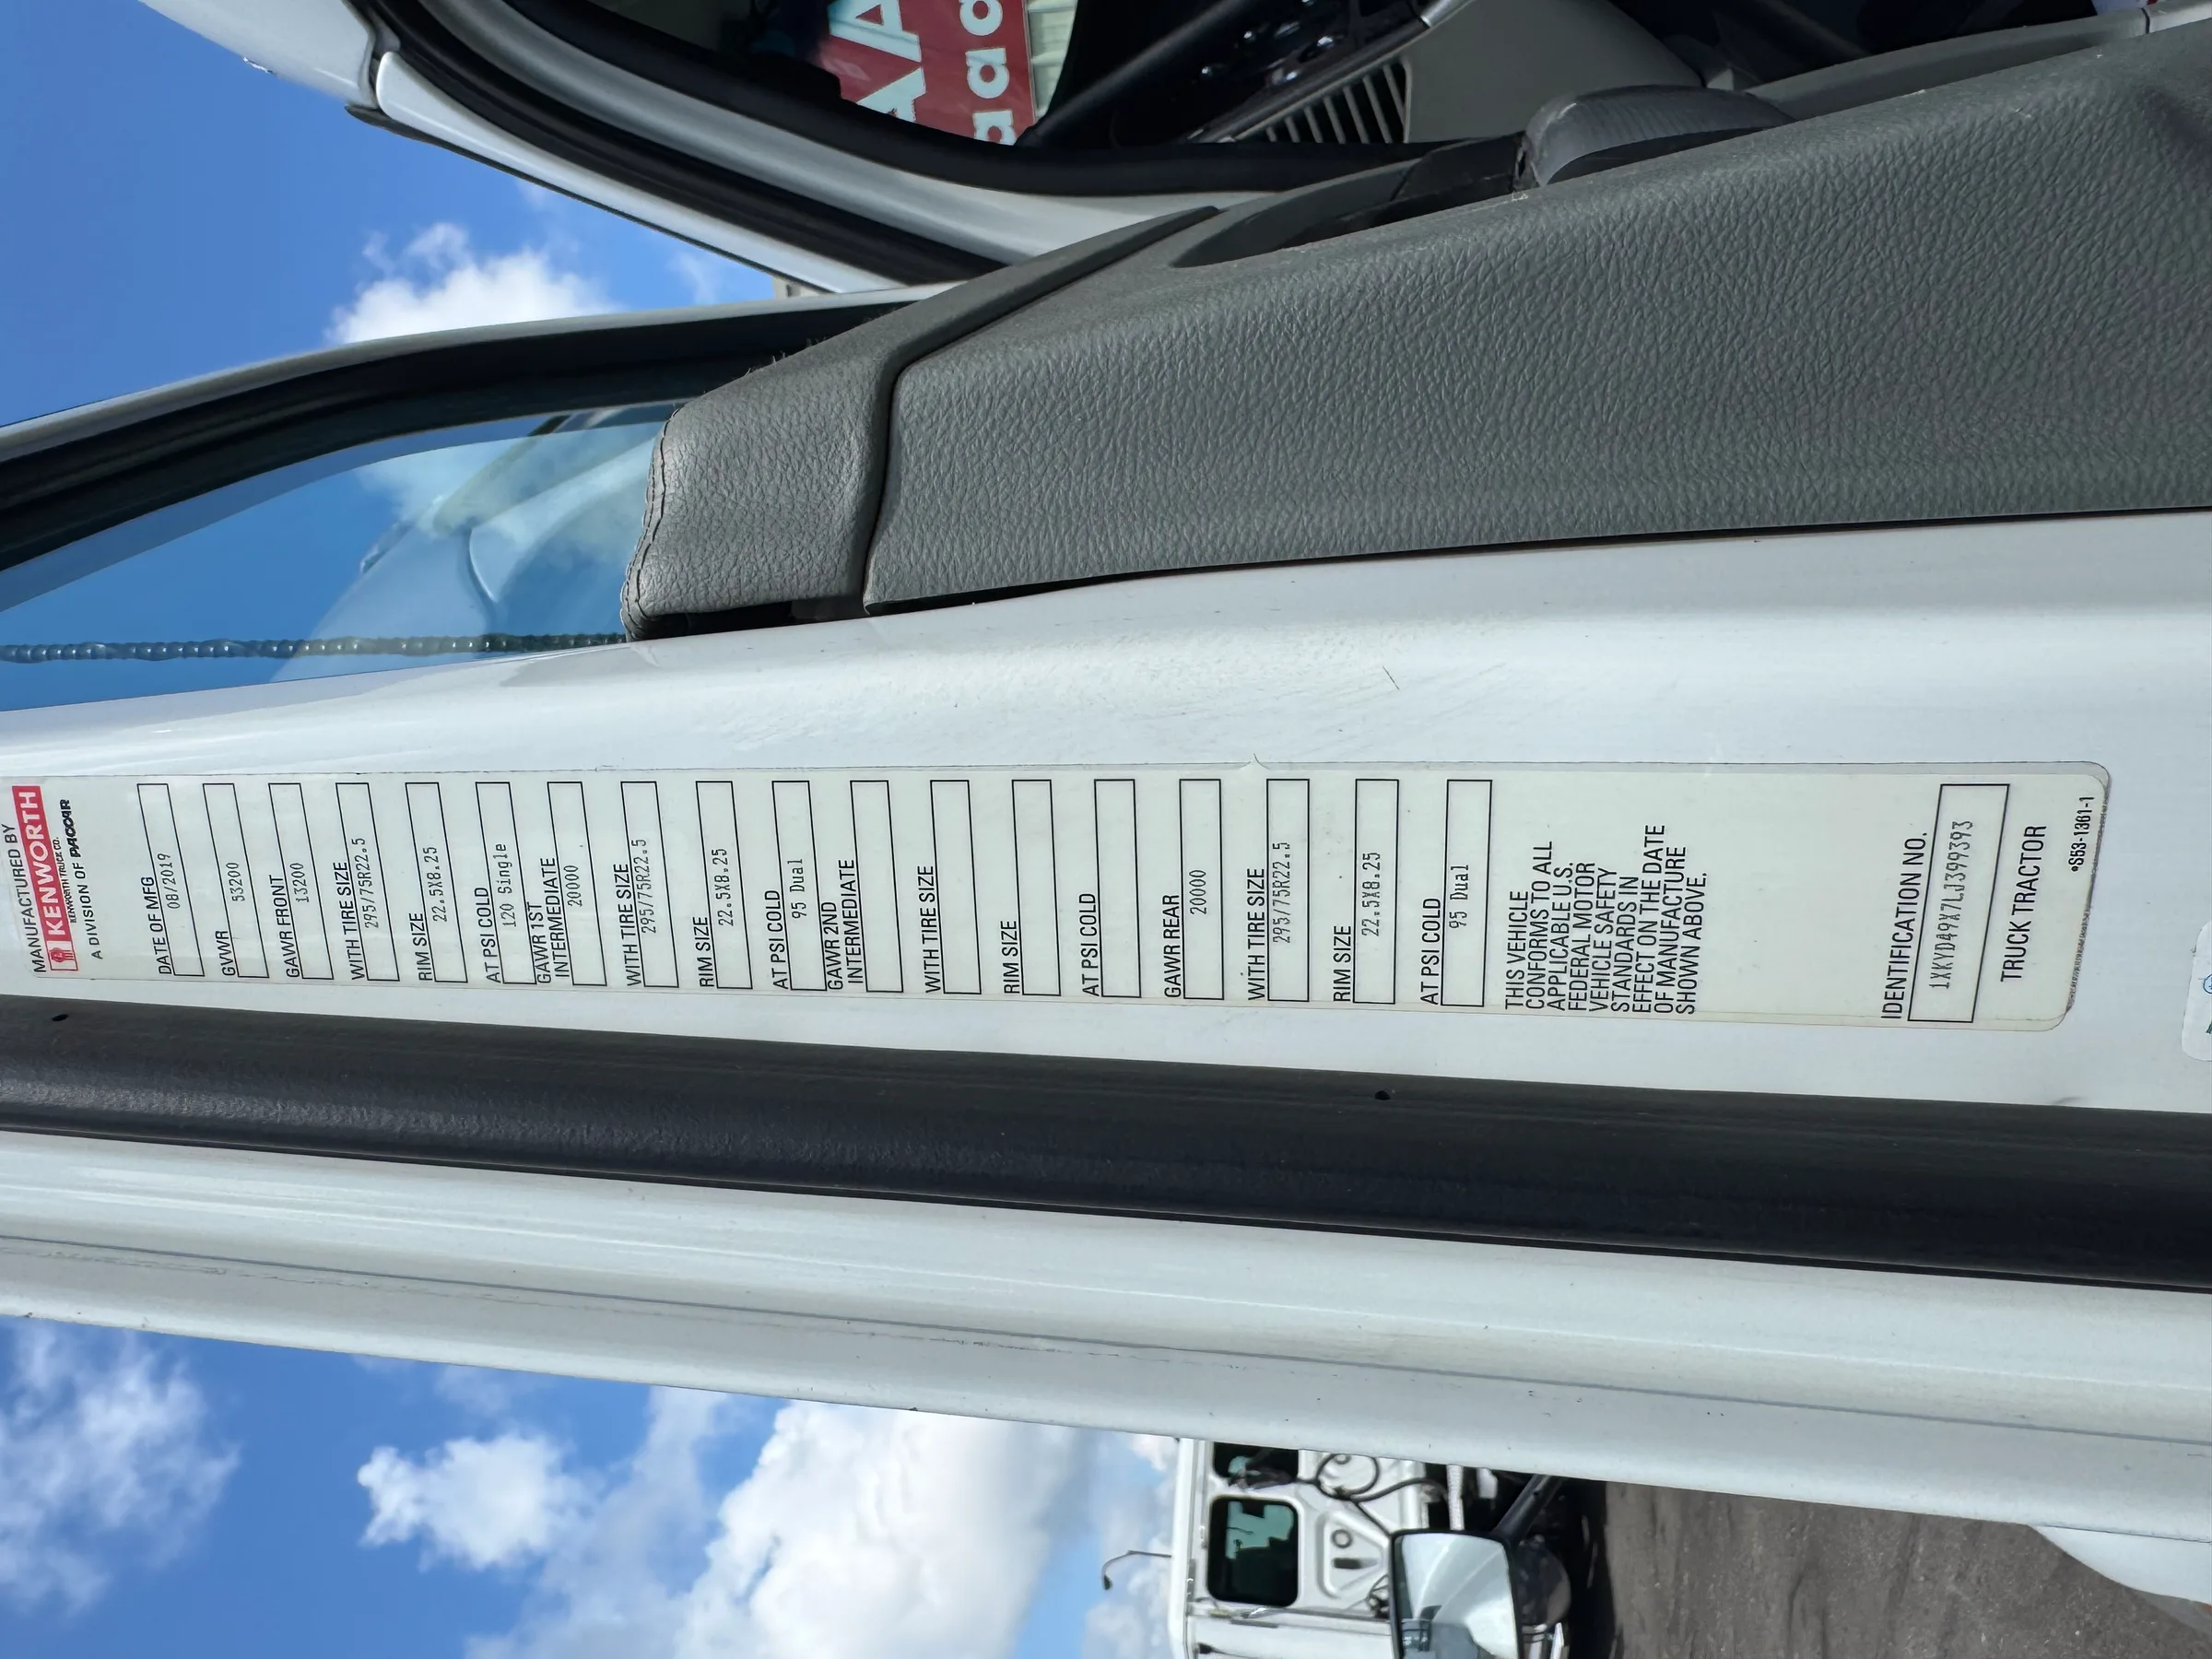 MANUFACTURED BY
KENWORTH
KENWORTH TRUCK CO.
A DIVISION OF PACCAR
DATE OF MFG
08/2019
GVWR
53200
GAWR FRONT
13200
WITH TIRE SIZE
295/75R22.5
RIM SIZE
22.5X8.25
AT PSI COLD
120 Single
GAWR 1ST
INTERMEDIATE
20000
WITH TIRE SIZE
295/75R22.5
RIM SIZE
22.5X8.25
AT PSI COLD
95 Dual
GAWR 2ND
INTERMEDIATE
WITH TIRE SIZE
RIM SIZE
AT PSI COLD
GAWR REAR
20000
WITH TIRE SIZE
295/75R22.5
RIM SIZE
22.5X8.25
AT PSI COLD
95 Dual
THIS VEHICLE
CONFORMS TO ALL
APPLICABLE U.S.
FEDERAL MOTOR
VEHICLE SAFETY
STANDARDS IN
EFFECT ON THE DATE
OF MANUFACTURE
SHOWN ABOVE.
IDENTIFICATION NO.
1XKYD49X7LJ399393
TRUCK TRACTOR
•S53-1361-1